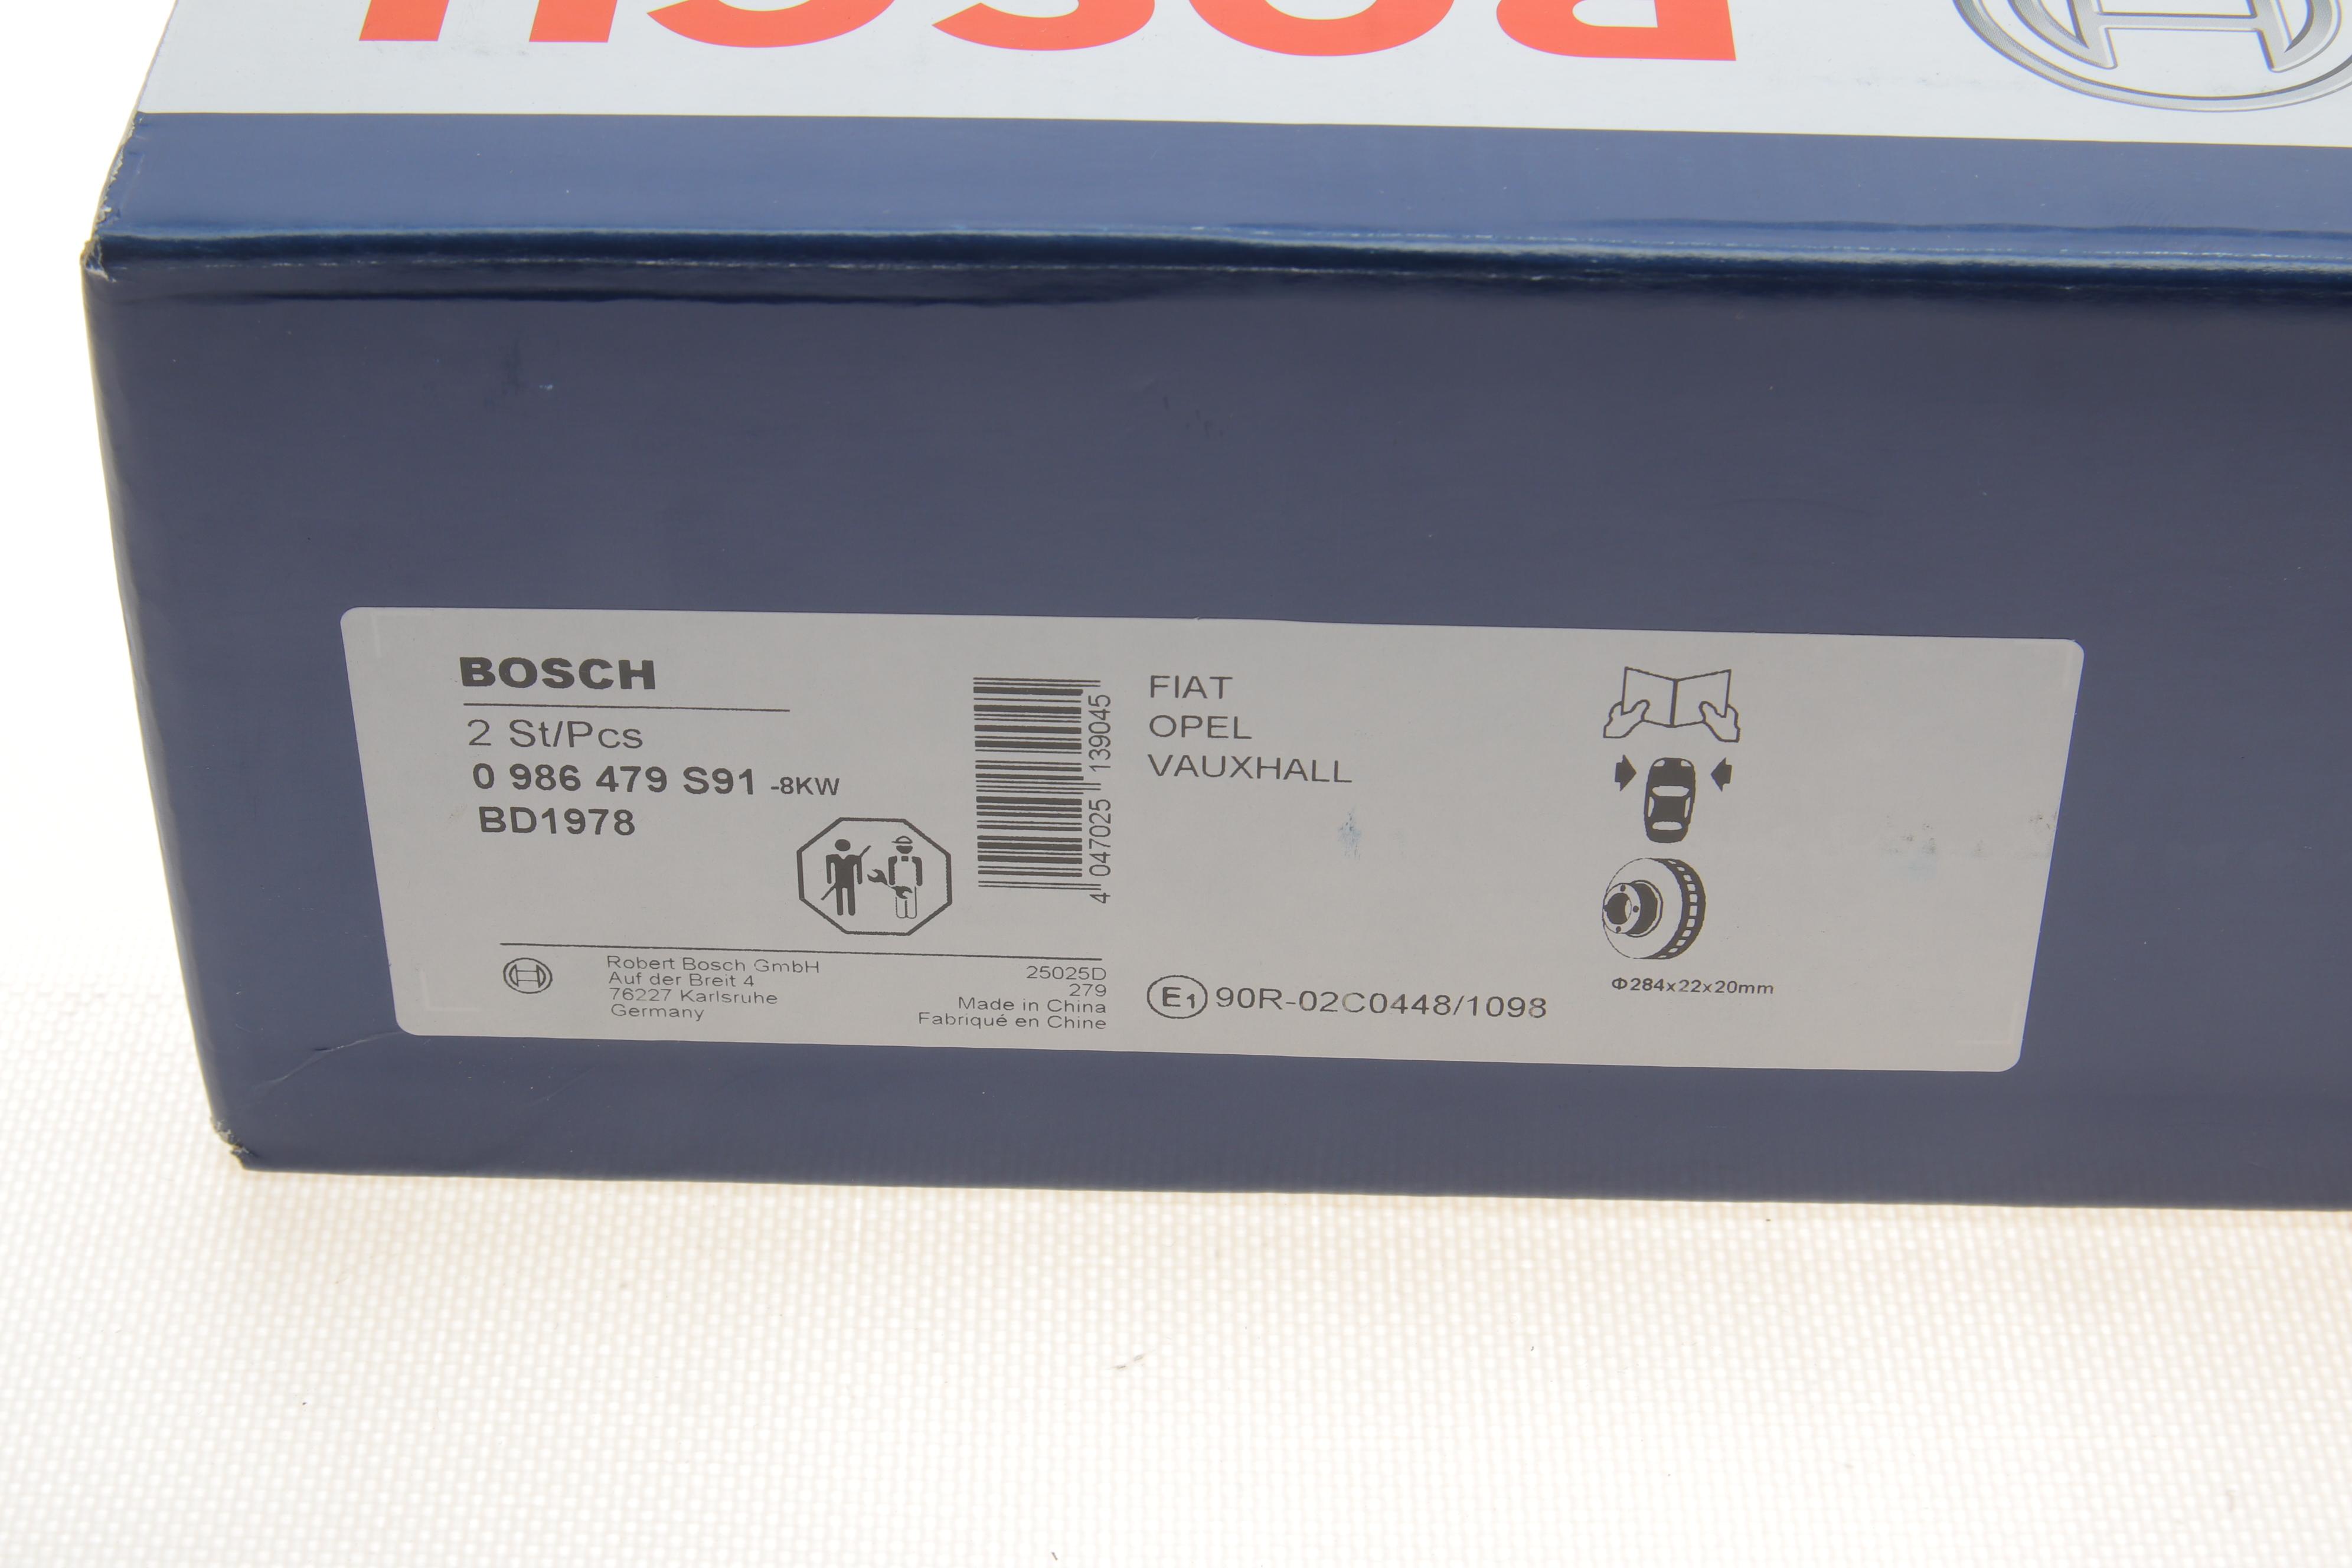 BOSCH
BOSCH
2 St/Pcs
0 986 479 S91 -8KW
BD1978
4 047025 139045
FIAT
OPEL
VAUXHALL
Robert Bosch GmbH
Auf der Breit 4
76227 Karlsruhe
Germany
25025D
279
Made in China
Fabriqué en Chine
E1 90R-02C0448/1098
Φ284x22x20mm